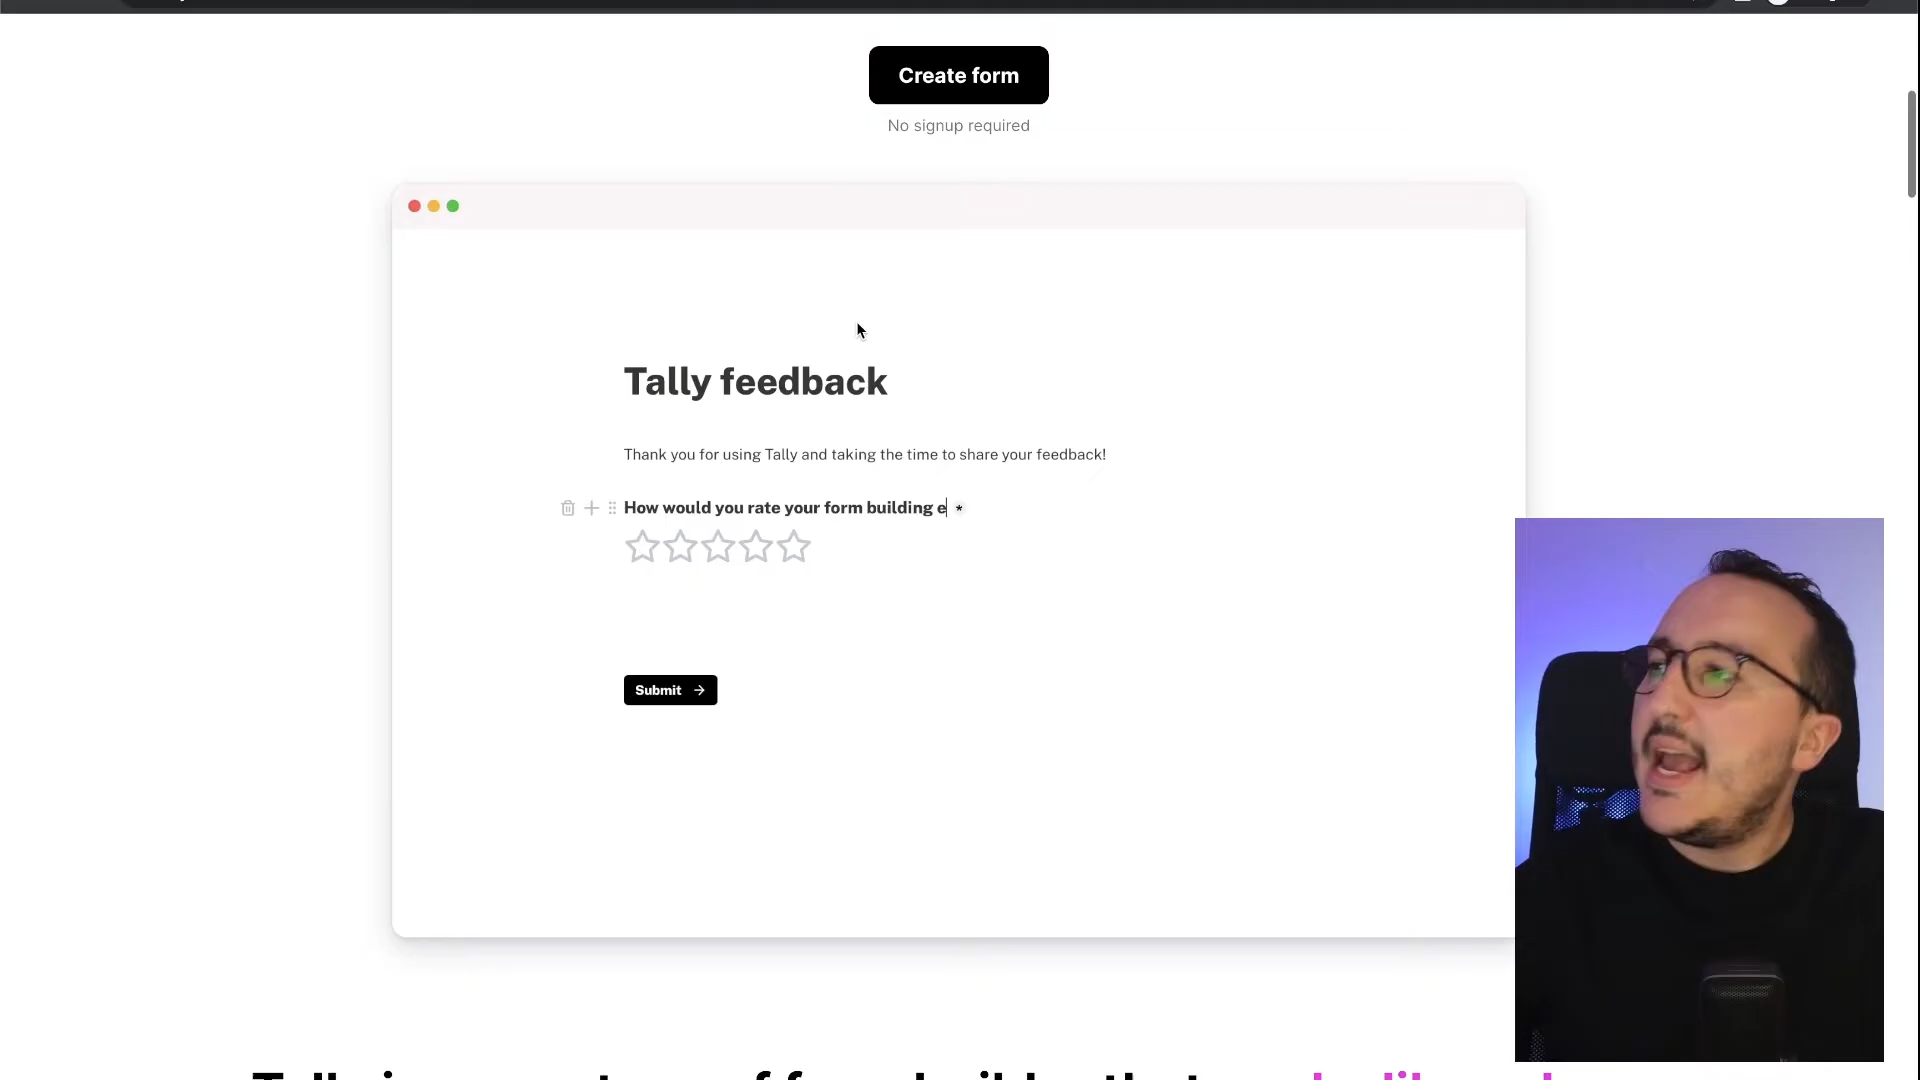 Create form
No signup required
Tally feedback
Thank you for using Tally and taking the time to share your feedback!
How would you rate your form building e *
Submit →